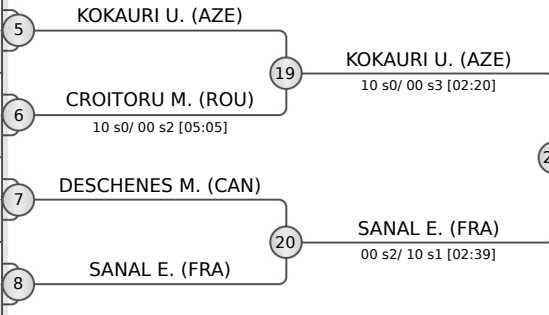 KOKAURI U. (AZE)
5
19
KOKAURI U. (AZE)
10 s0/ 00 s3 [02:20]
CROITORU M. (ROU)
6
10 s0/ 00 s2 [05:05]
DESCHENES M. (CAN)
7
20
SANAL E. (FRA)
00 s2/ 10 s1 [02:39]
SANAL E. (FRA)
8